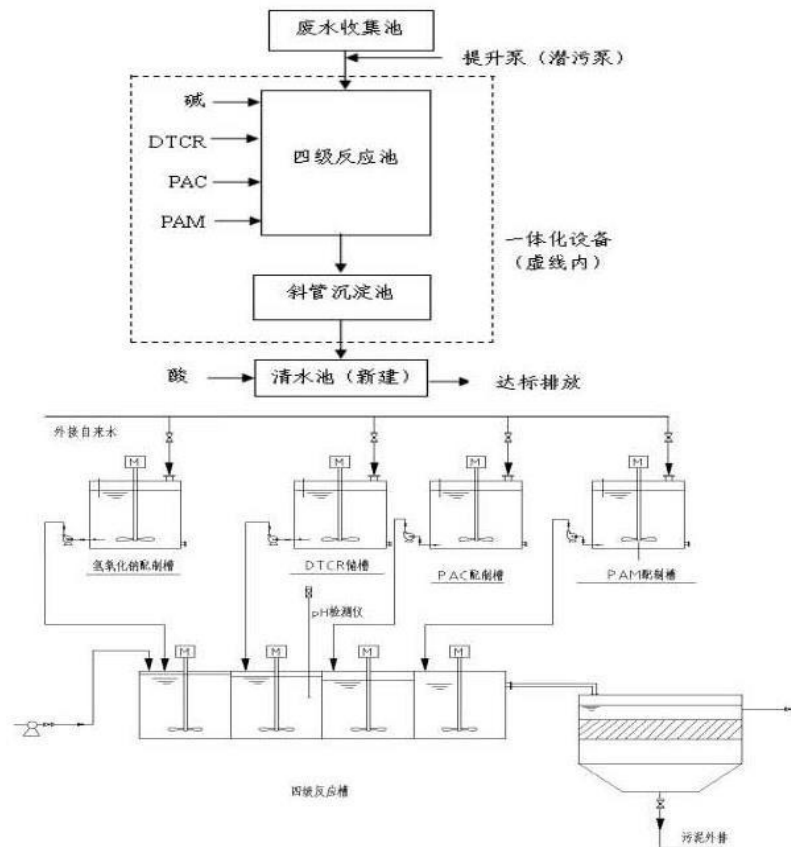 废水收集池
提升泵（潜污泵）
碱
DTCR
PAC
PAM
四级反应池
一体化设备
（虚线内）
斜管沉淀池
酸
清水池（新建）
达标排放
外接自来水
M
M
M
M
氢氧化钠配制槽
DTCR储槽
PAC配制槽
PAM配制槽
pH检测仪
M
M
M
M
四级反应槽
污泥外排